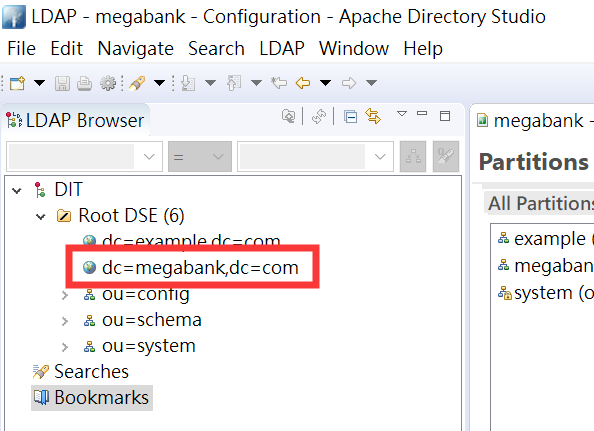 LDAP - megabank - Configuration - Apache Directory Studio
File Edit Navigate Search LDAP Window Help
LDAP Browser
megabank -
=
Partitions
All Partitions
DIT
Root DSE (6)
dc=example,dc=com
dc=megabank,dc=com
ou=config
ou=schema
ou=system
Searches
Bookmarks
example (
megaban
system (o